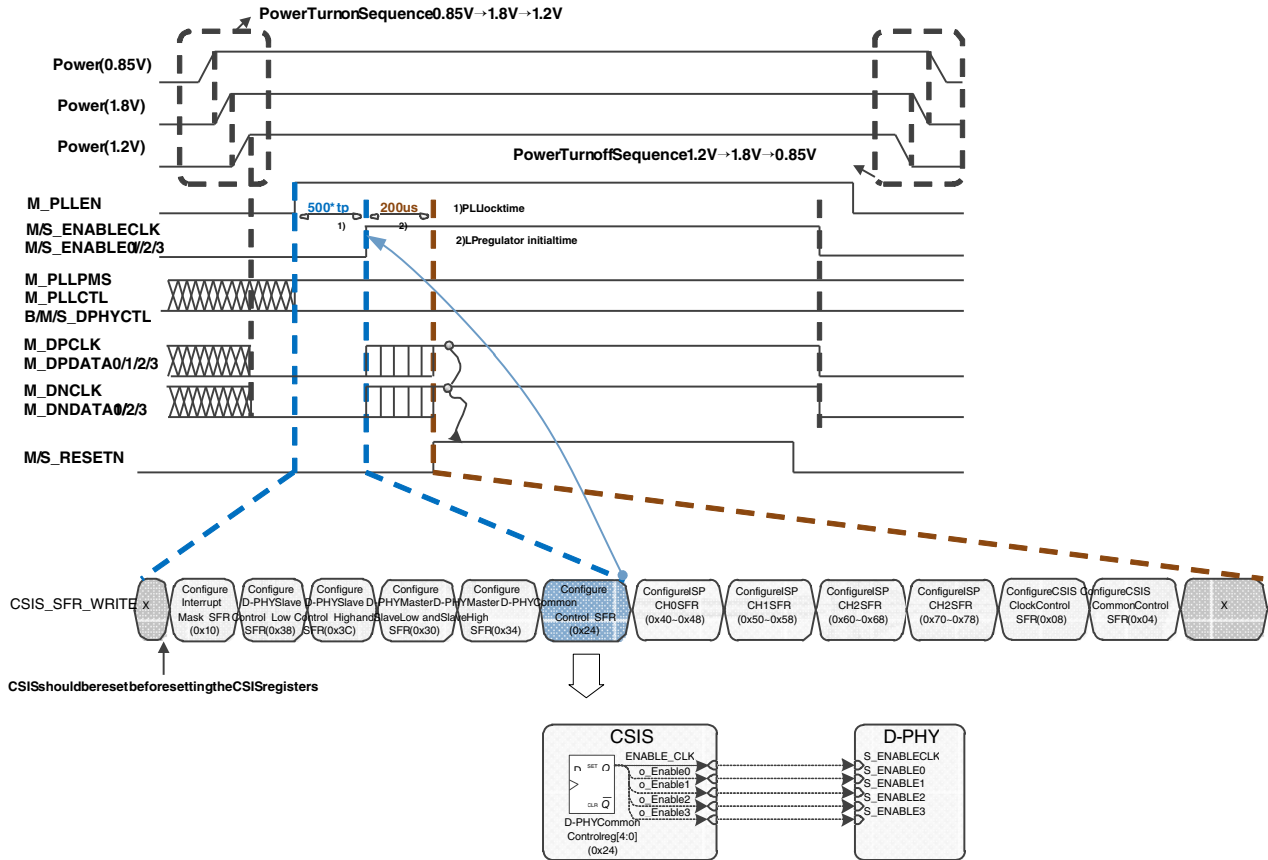 PowerTurnonSequence0.85V→1.8V→1.2V
Power(0.85V)
Power(1.8V)
Power(1.2V)
PowerTurnoffSequence1.2V→1.8V→0.85V
M_PLLEN
500*tp
1)
200us
2)
1)PLLlocktime
M/S_ENABLECLK
M/S_ENABLE0/1/2/3
2)LPregulator initialtime
M_PLLPMS
M_PLLCTL
B/M/S_DPHYCTL
M_DPCLK
M_DPDATA0/1/2/3
M_DNCLK
M_DNDATA0/1/2/3
M/S_RESETN
CSIS_SFR_WRITE
x
Configure
Interrupt
Mask SFR
(0x10)
Configure
D-PHYSlave
Control Low
SFR(0x38)
Configure
D-PHYSlave
Control High
SFR(0x3C)
Configure
D-PHYMaster
andSlaveLow
SFR(0x30)
Configure
D-PHYMaster
andSlaveHigh
SFR(0x34)
Configure
D-PHYCommon
Control SFR
(0x24)
ConfigureISP
CH0SFR
(0x40~0x48)
ConfigureISP
CH1SFR
(0x50~0x58)
ConfigureISP
CH2SFR
(0x60~0x68)
ConfigureISP
CH2SFR
(0x70~0x78)
ConfigureCSIS
ClockControl
SFR(0x08)
ConfigureCSIS
CommonControl
SFR(0x04)
X
CSISshouldberesetbeforesettingtheCSISregisters
CSIS
D SET Q
CLR Q
ENABLE_CLK
o_Enable0
o_Enable1
o_Enable2
o_Enable3
D-PHYCommon
Controlreg[4:0]
(0x24)
D-PHY
S_ENABLECLK
S_ENABLE0
S_ENABLE1
S_ENABLE2
S_ENABLE3